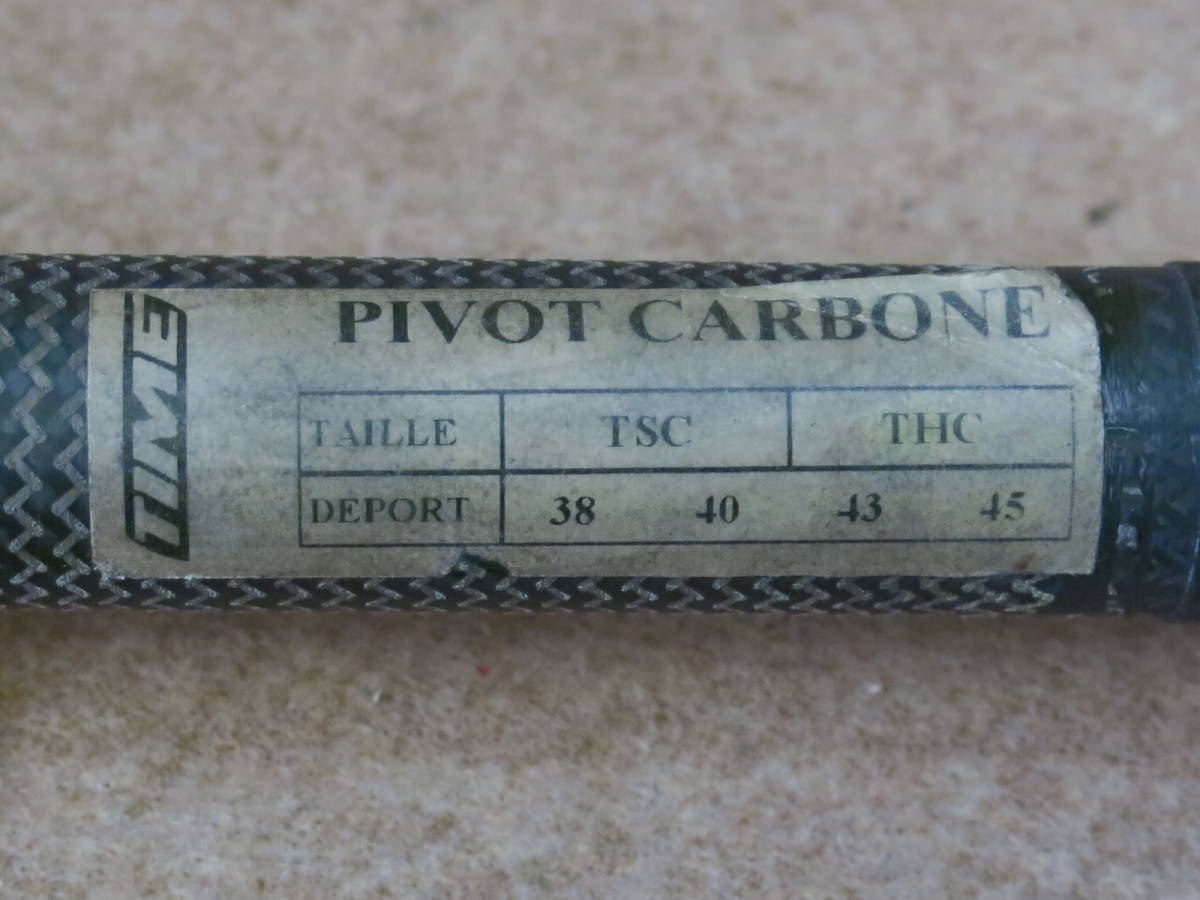 TIME
PIVOT CARBONE
TAILLE TSC THC
DEPORT 38 40 43 45